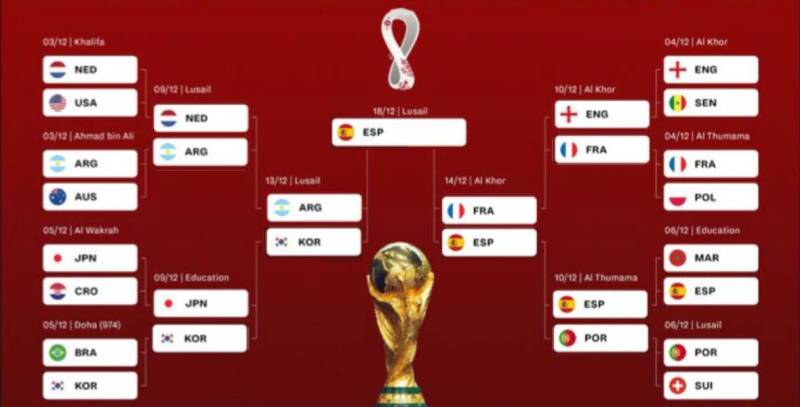 03/12 | Khalifa
NED
USA
03/12 | Ahmad bin Ali
ARG
AUS
05/12 | Al Wakrah
JPN
CRO
05/12 | Doha (974)
BRA
KOR
09/12 | Lusail
NED
ARG
09/12 | Education
JPN
KOR
13/12 | Lusail
ARG
KOR
18/12 | Lusail
ESP
14/12 | Al Khor
FRA
ESP
10/12 | Al Khor
ENG
FRA
10/12 | Al Thumama
ESP
POR
04/12 | Al Khor
ENG
SEN
04/12 | Al Thumama
FRA
POL
06/12 | Education
MAR
ESP
06/12 | Lusail
POR
SUI